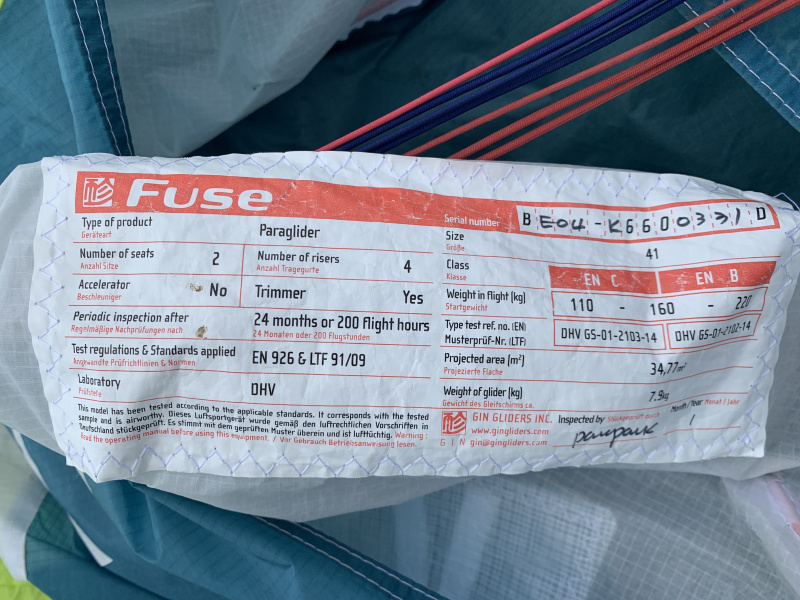 Fuse
Type of product
Geräteart
Paraglider
Number of seats
Anzahl Sitze
2
Number of risers
Anzahl Tragegurte
4
Accelerator
Beschleuniger
No
Trimmer
Yes
Periodic inspection after
Regelmäßige Nachprüfungen nach
24 months or 200 flight hours
24 Monaten oder 200 Flugstunden
Test regulations & Standards applied
Angewandte Prüfrichtlinien & Normen
EN 926 & LTF 91/09
Laboratory
Prüfstelle
DHV
This model has been tested according to the applicable standards. It corresponds with the tested
sample and is airworthy. Dieses Luftsportgerät wurde gemäß den luftrechtlichen Vorschriften in
Deutschland stückgeprüft. Es stimmt mit dem geprüften Muster überein und ist lufttüchtig. Warning :
Read the operating manual before using this equipment. / Vor Gebrauch Betriebsanweisung lesen.
Serial number
B E04-K6600331 D
Size
Größe
41
Class
Klasse
EN C
EN B
Weight in flight (kg)
Startgewicht
110 - 160 - 220
Type test ref. no. (EN)
Musterprüf-Nr. (LTF)
DHV GS-01-2103-14
DHV GS-01-2102-14
Projected area (m²)
Projezierte Fläche
34,77m²
Weight of glider (kg)
Gewicht des Gleitschirms ca.
7.9kg
GIN
GIN GLIDERS INC.
www.gingliders.com
gin@gingliders.com
Inspected by Stückgeprüft durch
Month / Year Monat / Jahr
/